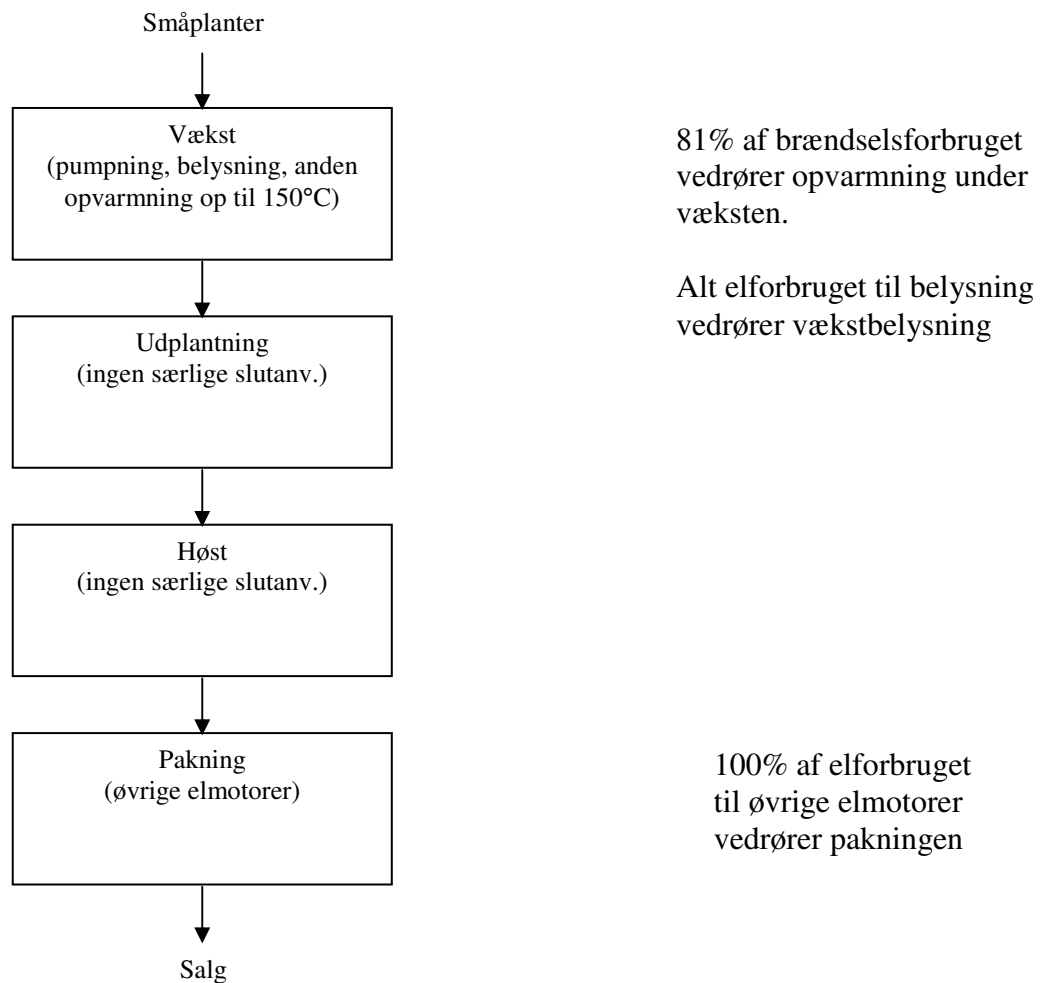 Småplanter
Vækst
(pumpning, belysning, anden
opvarmning op til 150°C)
81% af brændselsforbruget
vedrører opvarmning under
væksten.
Alt elforbruget til belysning
vedrører vækstbelysning
Udplantning
(ingen særlige slutanv.)
Høst
(ingen særlige slutanv.)
Pakning
(øvrige elmotorer)
100% af elforbruget
til øvrige elmotorer
vedrører pakningen
Salg